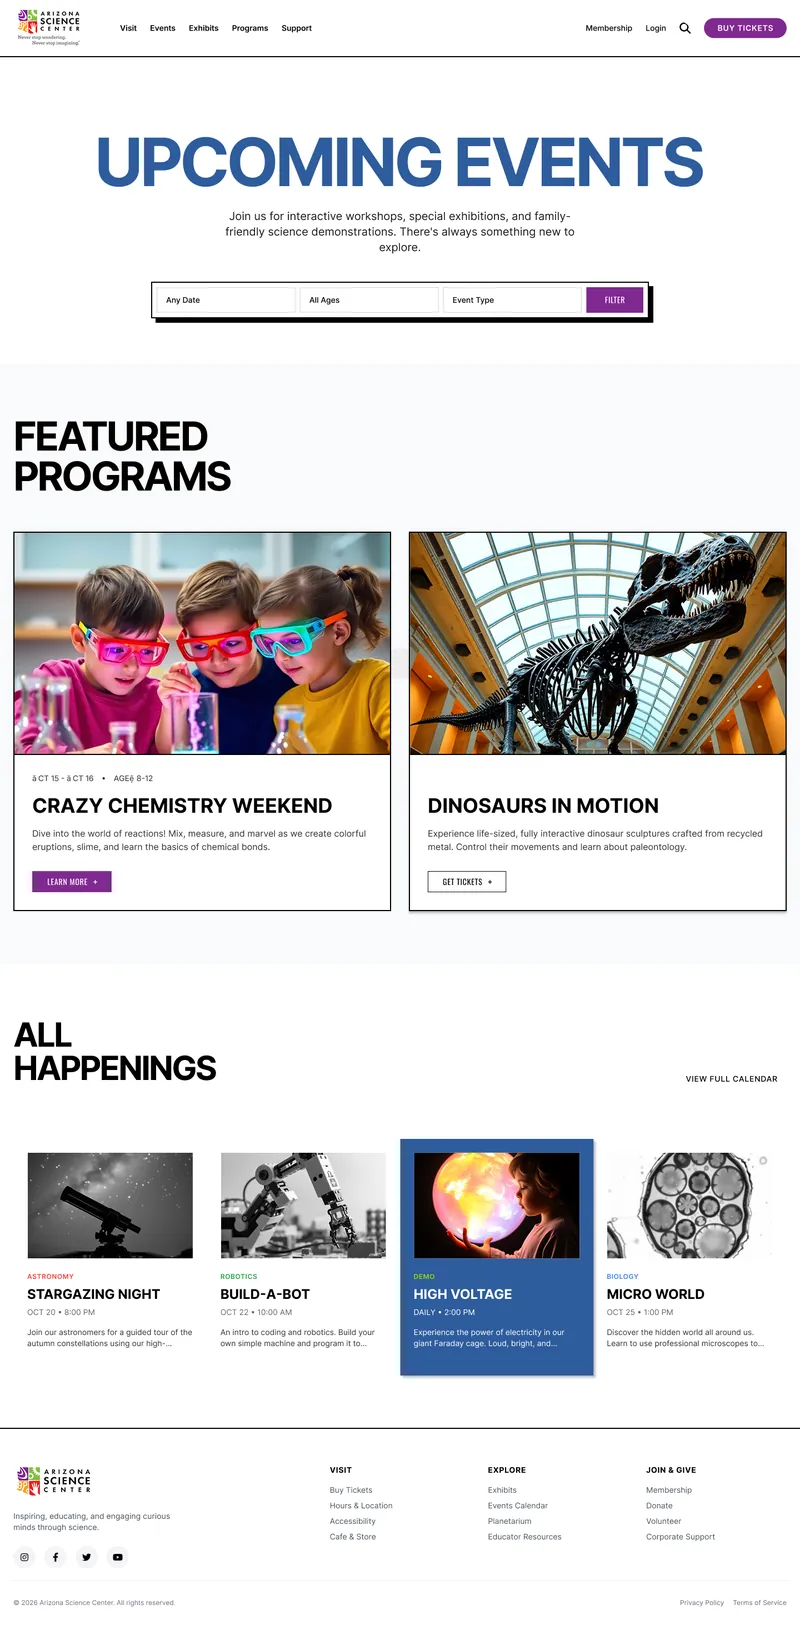 ARIZONA
SCIENCE
CENTER
Never stop wondering.
Never stop imagining.
Visit Events Exhibits Programs Support
Membership Login BUY TICKETS
UPCOMING EVENTS
Join us for interactive workshops, special exhibitions, and family-
friendly science demonstrations. There's always something new to
explore.
Any Date All Ages Event Type FILTER
FEATURED
PROGRAMS
ā CT 15 - ā CT 16 • AGEę̄ 8-12
CRAZY CHEMISTRY WEEKEND
Dive into the world of reactions! Mix, measure, and marvel as we create colorful
eruptions, slime, and learn the basics of chemical bonds.
LEARN MORE +
DINOSAURS IN MOTION
Experience life-sized, fully interactive dinosaur sculptures crafted from recycled
metal. Control their movements and learn about paleontology.
GET TICKETS +
ALL
HAPPENINGS
VIEW FULL CALENDAR
ASTRONOMY
STARGAZING NIGHT
OCT 20 • 8:00 PM
Join our astronomers for a guided tour of the
autumn constellations using our high-...
ROBOTICS
BUILD-A-BOT
OCT 22 • 10:00 AM
An intro to coding and robotics. Build your
own simple machine and program it to...
DEMO
HIGH VOLTAGE
DAILY • 2:00 PM
Experience the power of electricity in our
giant Faraday cage. Loud, bright, and...
BIOLOGY
MICRO WORLD
OCT 25 • 1:00 PM
Discover the hidden world all around us.
Learn to use professional microscopes to...
ARIZONA
SCIENCE
CENTER
Inspiring, educating, and engaging curious
minds through science.
VISIT
Buy Tickets
Hours & Location
Accessibility
Cafe & Store
EXPLORE
Exhibits
Events Calendar
Planetarium
Educator Resources
JOIN & GIVE
Membership
Donate
Volunteer
Corporate Support
© 2026 Arizona Science Center. All rights reserved.
Privacy Policy Terms of Service